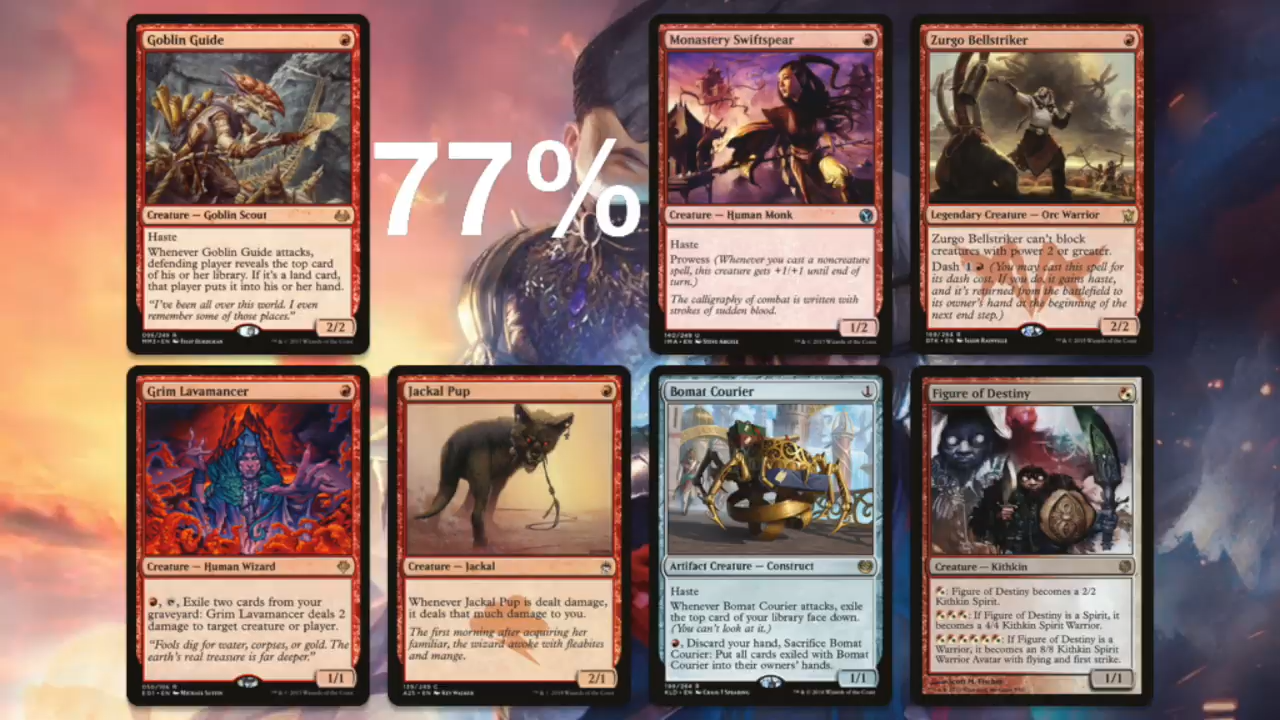 Goblin Guide
Creature — Goblin Scout
Haste
Whenever Goblin Guide attacks,
defending player reveals the top card
of his or her library. If it's a land card,
that player puts it into his or her hand.
"I've been all over this world. I even
remember some of those places."
2/2
77%
Monastery Swiftspear
Creature — Human Monk
Haste
Prowess (Whenever you cast a noncreature
spell, this creature gets +1/+1 until end of
turn.)
The calligraphy of combat is written with
strokes of sudden blood.
1/2
Zurgo Bellstriker
Legendary Creature — Orc Warrior
Zurgo Bellstriker can't block
creatures with power 2 or greater.
Dash 1 (You may cast this spell for
its dash cost. If you do, it gains haste,
and it's returned from the battlefield to
its owner's hand at the beginning of the
next end step.)
2/2
Grim Lavamancer
Creature — Human Wizard
, , Exile two cards from your
graveyard: Grim Lavamancer deals 2
damage to target creature or player.
"Fools dig for water, corpses, or gold. The
earth's real treasure is far deeper."
1/1
Jackal Pup
Creature — Jackal
Whenever Jackal Pup is dealt damage,
it deals that much damage to you.
The first morning after acquiring her
familiar, the wizard awoke with fleabites
and mange.
2/1
Bomat Courier 1
Artifact Creature — Construct
Haste
Whenever Bomat Courier attacks, exile
the top card of your library face down.
(You can't look at it.)
, Discard your hand, Sacrifice Bomat
Courier: Put all cards exiled with Bomat
Courier into their owners' hands.
1/1
Figure of Destiny
Creature — Kithkin
: Figure of Destiny becomes a 2/2
Kithkin Spirit.
: If Figure of Destiny is a Spirit, it
becomes a 4/4 Kithkin Spirit Warrior.
: If Figure of Destiny is a
Warrior, it becomes an 8/8 Kithkin Spirit
Warrior Avatar with flying and first strike.
1/1